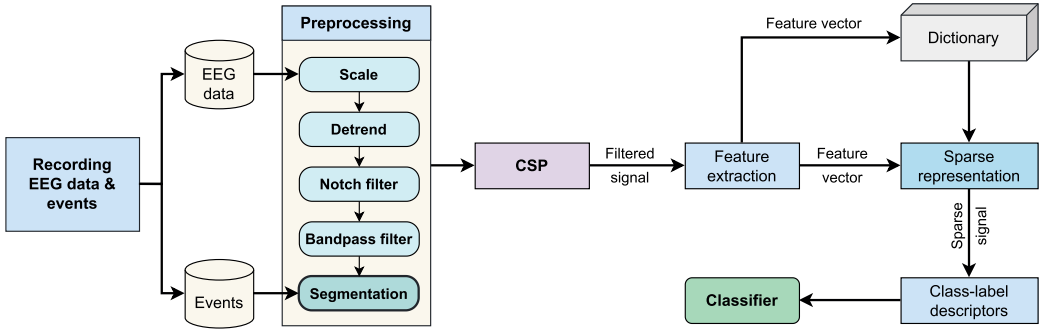 Preprocessing
Feature vector
Dictionary
EEG
data
Scale
Detrend
Recording
EEG data &
events
Notch filter
CSP
Filtered
signal
Feature
extraction
Feature
vector
Sparse
representation
Bandpass filter
Sparse
signal
Events
Segmentation
Classifier
Class-label
descriptors